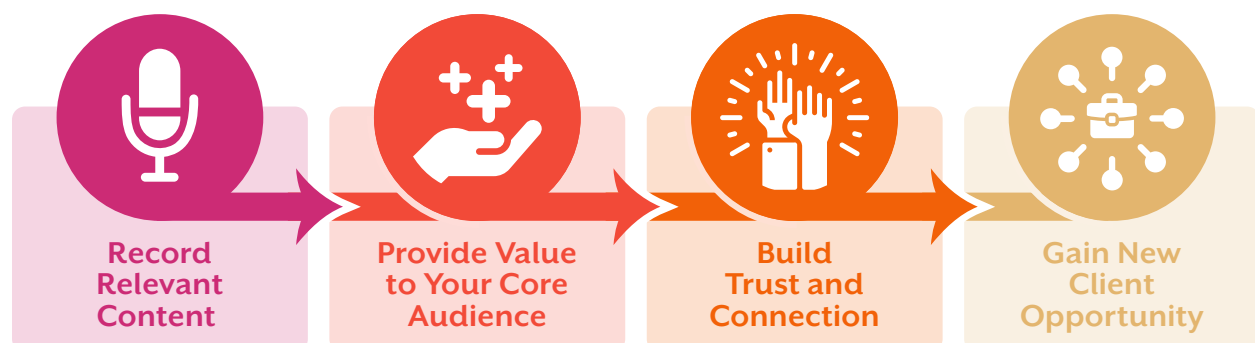 Record
Relevant
Content
Provide Value
to Your Core
Audience
Build
Trust and
Connection
Gain New
Client
Opportunity